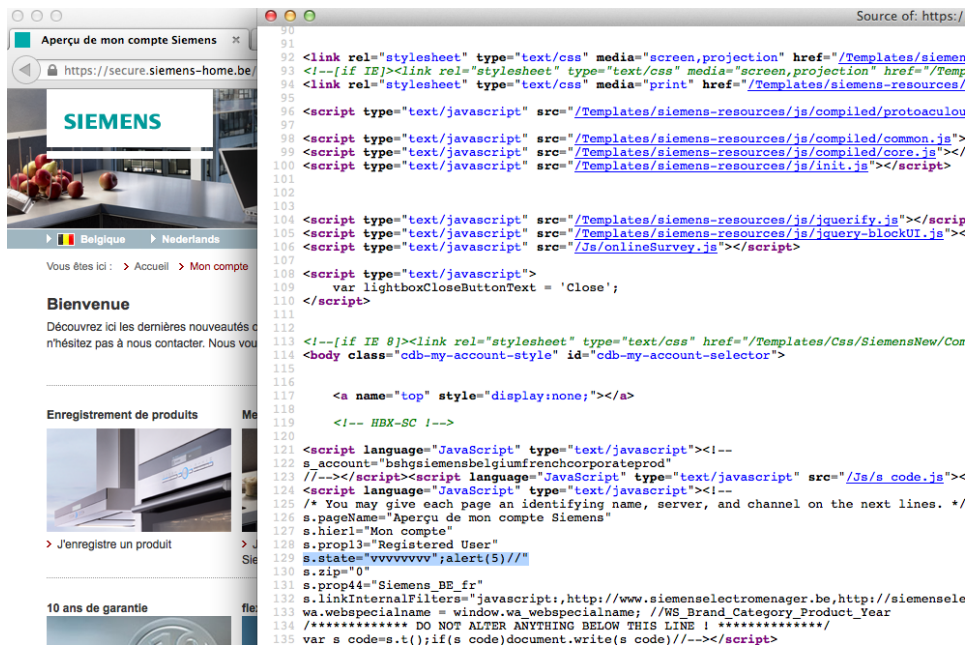 Source of: https:/
Aperçu de mon compte Siemens ×
https://secure.siemens-home.be/
SIEMENS
Belgique Nederlands
Vous êtes ici : Accueil Mon compte
Bienvenue
Découvrez ici les dernières nouveautés
n'hésitez pas à nous contacter. Nous vou
Enregistrement de produits
Me
J'enregistre un produit
J
Sie
10 ans de garantie
fle
90
91
92 <link rel="stylesheet" type="text/css" media="screen,projection" href="/Templates/siemen
93 <!--[if IE]><link rel="stylesheet" type="text/css" media="screen,projection" href="/Temp
94 <link rel="stylesheet" type="text/css" media="print" href="/Templates/siemens-resources/
95
96 <script type="text/javascript" src="/Templates/siemens-resources/js/compiled/protoaculou
97
98 <script type="text/javascript" src="/Templates/siemens-resources/js/compiled/common.js">
99 <script type="text/javascript" src="/Templates/siemens-resources/js/compiled/core.js"></
100 <script type="text/javascript" src="/Templates/siemens-resources/js/init.js"></script>
101
102
103
104 <script type="text/javascript" src="/Templates/siemens-resources/js/jquerify.js"></scrip
105 <script type="text/javascript" src="/Templates/siemens-resources/js/jquery-blockUI.js"><
106 <script type="text/javascript" src="/Js/onlineSurvey.js"></script>
107
108 <script type="text/javascript">
109 var lightboxCloseButtonText = 'Close';
110 </script>
111
112
113 <!--[if IE 8]><link rel="stylesheet" type="text/css" href="/Templates/Css/SiemensNew/Com
114 <body class="cdb-my-account-style" id="cdb-my-account-selector">
115
116
117 <a name="top" style="display:none;"></a>
118
119 <!-- HBX-SC !-->
120
121 <script language="JavaScript" type="text/javascript"><!--
122 s_account="bshgsiemensbelgiumfrenchcorporateprod"
123 //--></script><script language="JavaScript" type="text/javascript" src="/Js/s_code.js"><
124 <script language="JavaScript" type="text/javascript"><!--
125 /* You may give each page an identifying name, server, and channel on the next lines. */
126 s.pageName="Aperçu de mon compte Siemens"
127 s.hier1="Mon compte"
128 s.prop13="Registered User"
129 s.state="vvvvvvvv";alert(5)//"
130 s.zip="0"
131 s.prop44="Siemens_BE_fr"
132 s.linkInternalFilters="javascript:,http://www.siemenselectromenager.be,http://siemensele
133 wa.webspecialname = window.wa_webspecialname; //WS_Brand_Category_Product_Year
134 /************* DO NOT ALTER ANYTHING BELOW THIS LINE ! **************/
135 var s_code=s.t();if(s_code)document.write(s_code)//--></script>